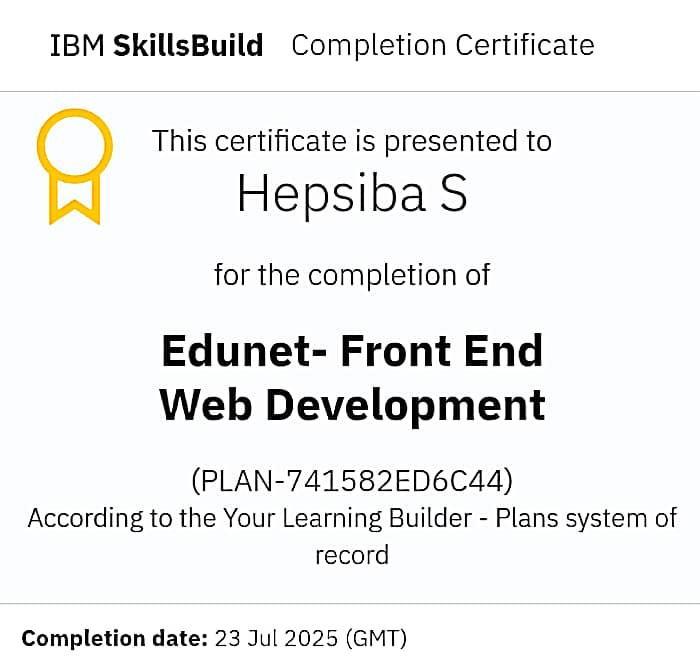 IBM SkillsBuild Completion Certificate
This certificate is presented to
Hepsiba S
for the completion of
Edunet- Front End
Web Development
(PLAN-741582ED6C44)
According to the Your Learning Builder - Plans system of
record
Completion date: 23 Jul 2025 (GMT)